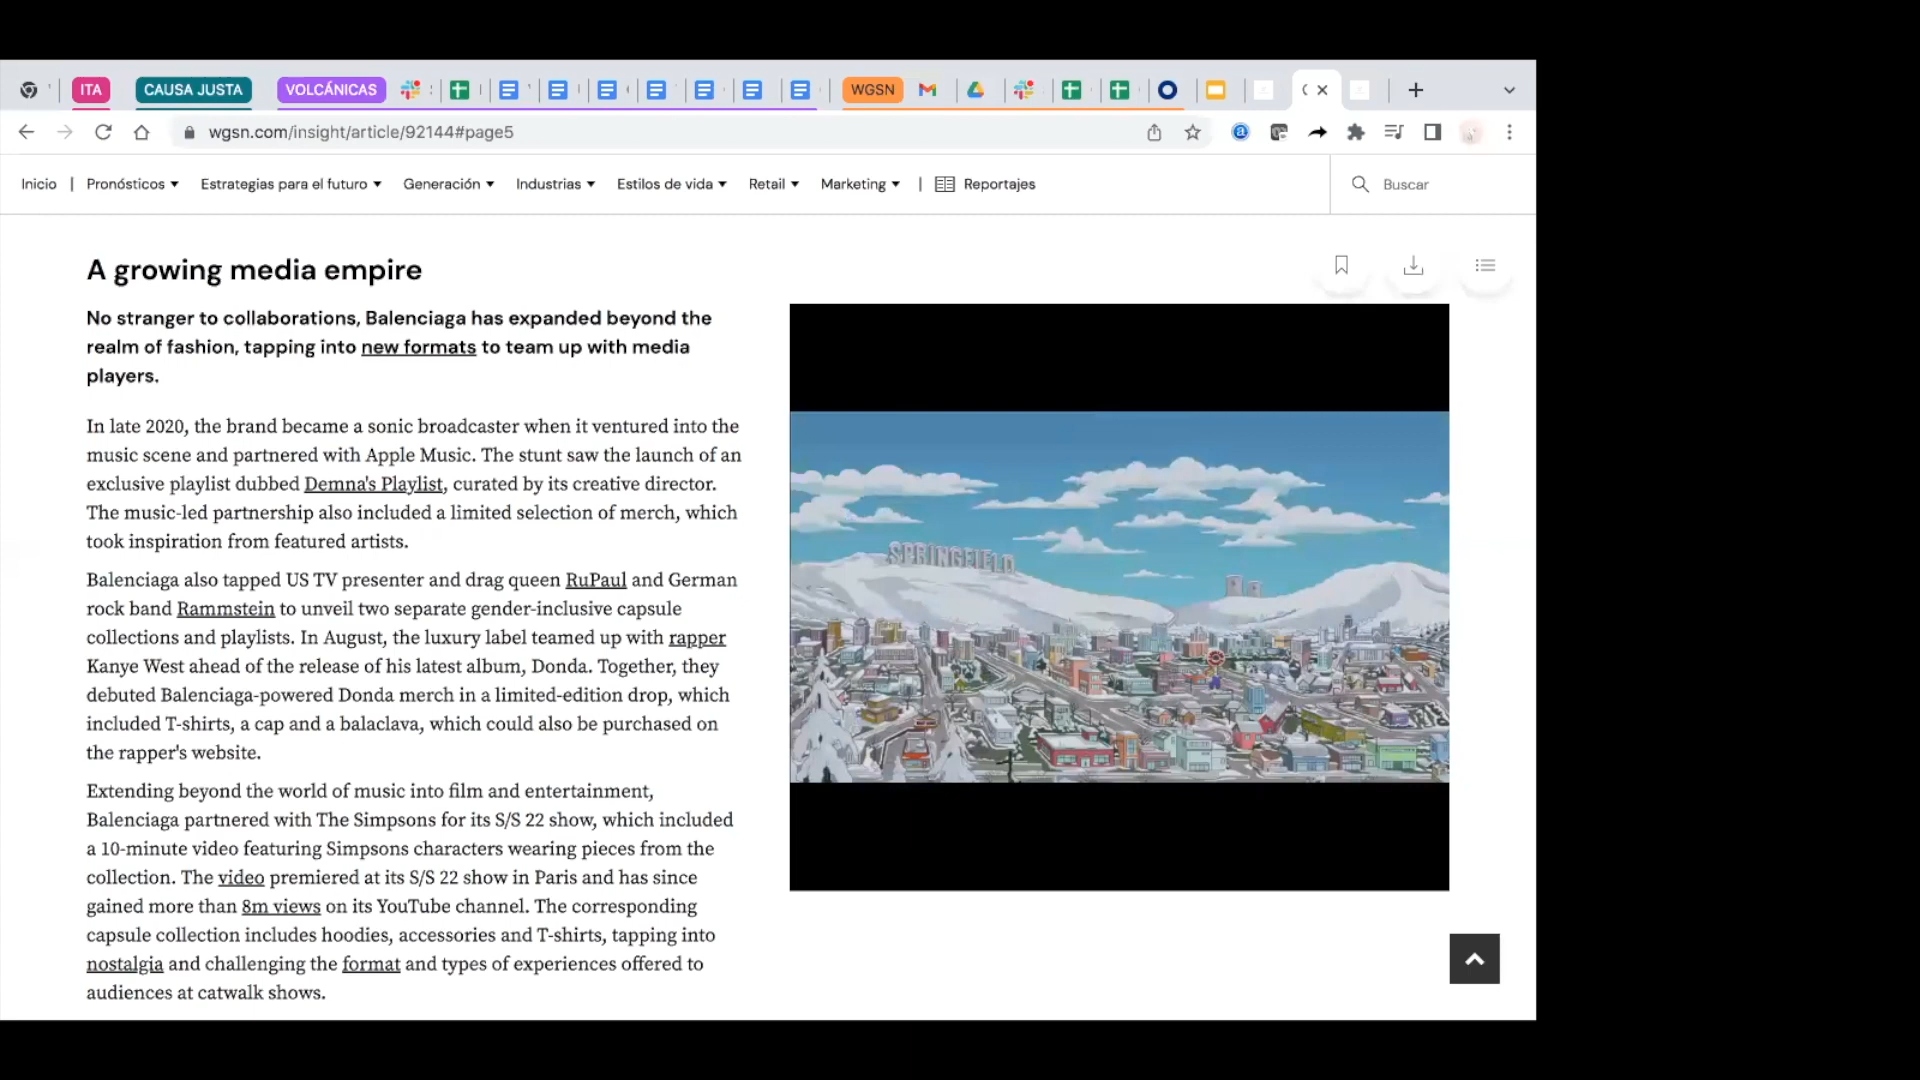 ITA
CAUSA JUSTA
VOLCÁNICAS
WGSN
wgsn.com/insight/article/92144#page5
Inicio | Pronósticos Estrategias para el futuro Generación Industrias Estilos de vida Retail Marketing | Reportajes
Buscar
A growing media empire
No stranger to collaborations, Balenciaga has expanded beyond the
realm of fashion, tapping into new formats to team up with media
players.
In late 2020, the brand became a sonic broadcaster when it ventured into the
music scene and partnered with Apple Music. The stunt saw the launch of an
exclusive playlist dubbed Demna's Playlist, curated by its creative director.
The music-led partnership also included a limited selection of merch, which
took inspiration from featured artists.
Balenciaga also tapped US TV presenter and drag queen RuPaul and German
rock band Rammstein to unveil two separate gender-inclusive capsule
collections and playlists. In August, the luxury label teamed up with rapper
Kanye West ahead of the release of his latest album, Donda. Together, they
debuted Balenciaga-powered Donda merch in a limited-edition drop, which
included T-shirts, a cap and a balaclava, which could also be purchased on
the rapper's website.
Extending beyond the world of music into film and entertainment,
Balenciaga partnered with The Simpsons for its S/S 22 show, which included
a 10-minute video featuring Simpsons characters wearing pieces from the
collection. The video premiered at its S/S 22 show in Paris and has since
gained more than 8m views on its YouTube channel. The corresponding
capsule collection includes hoodies, accessories and T-shirts, tapping into
nostalgia and challenging the format and types of experiences offered to
audiences at catwalk shows.
SPRINGFIELD